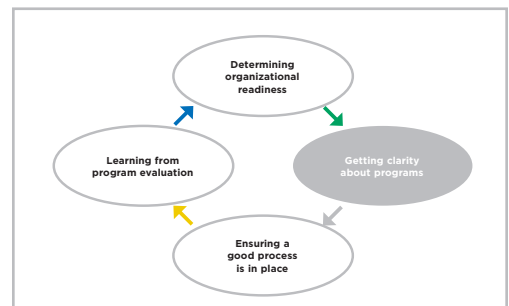 Determining
organizational
readiness
Getting clarity
about programs
Learning from
program evaluation
Ensuring a
good process
is in place